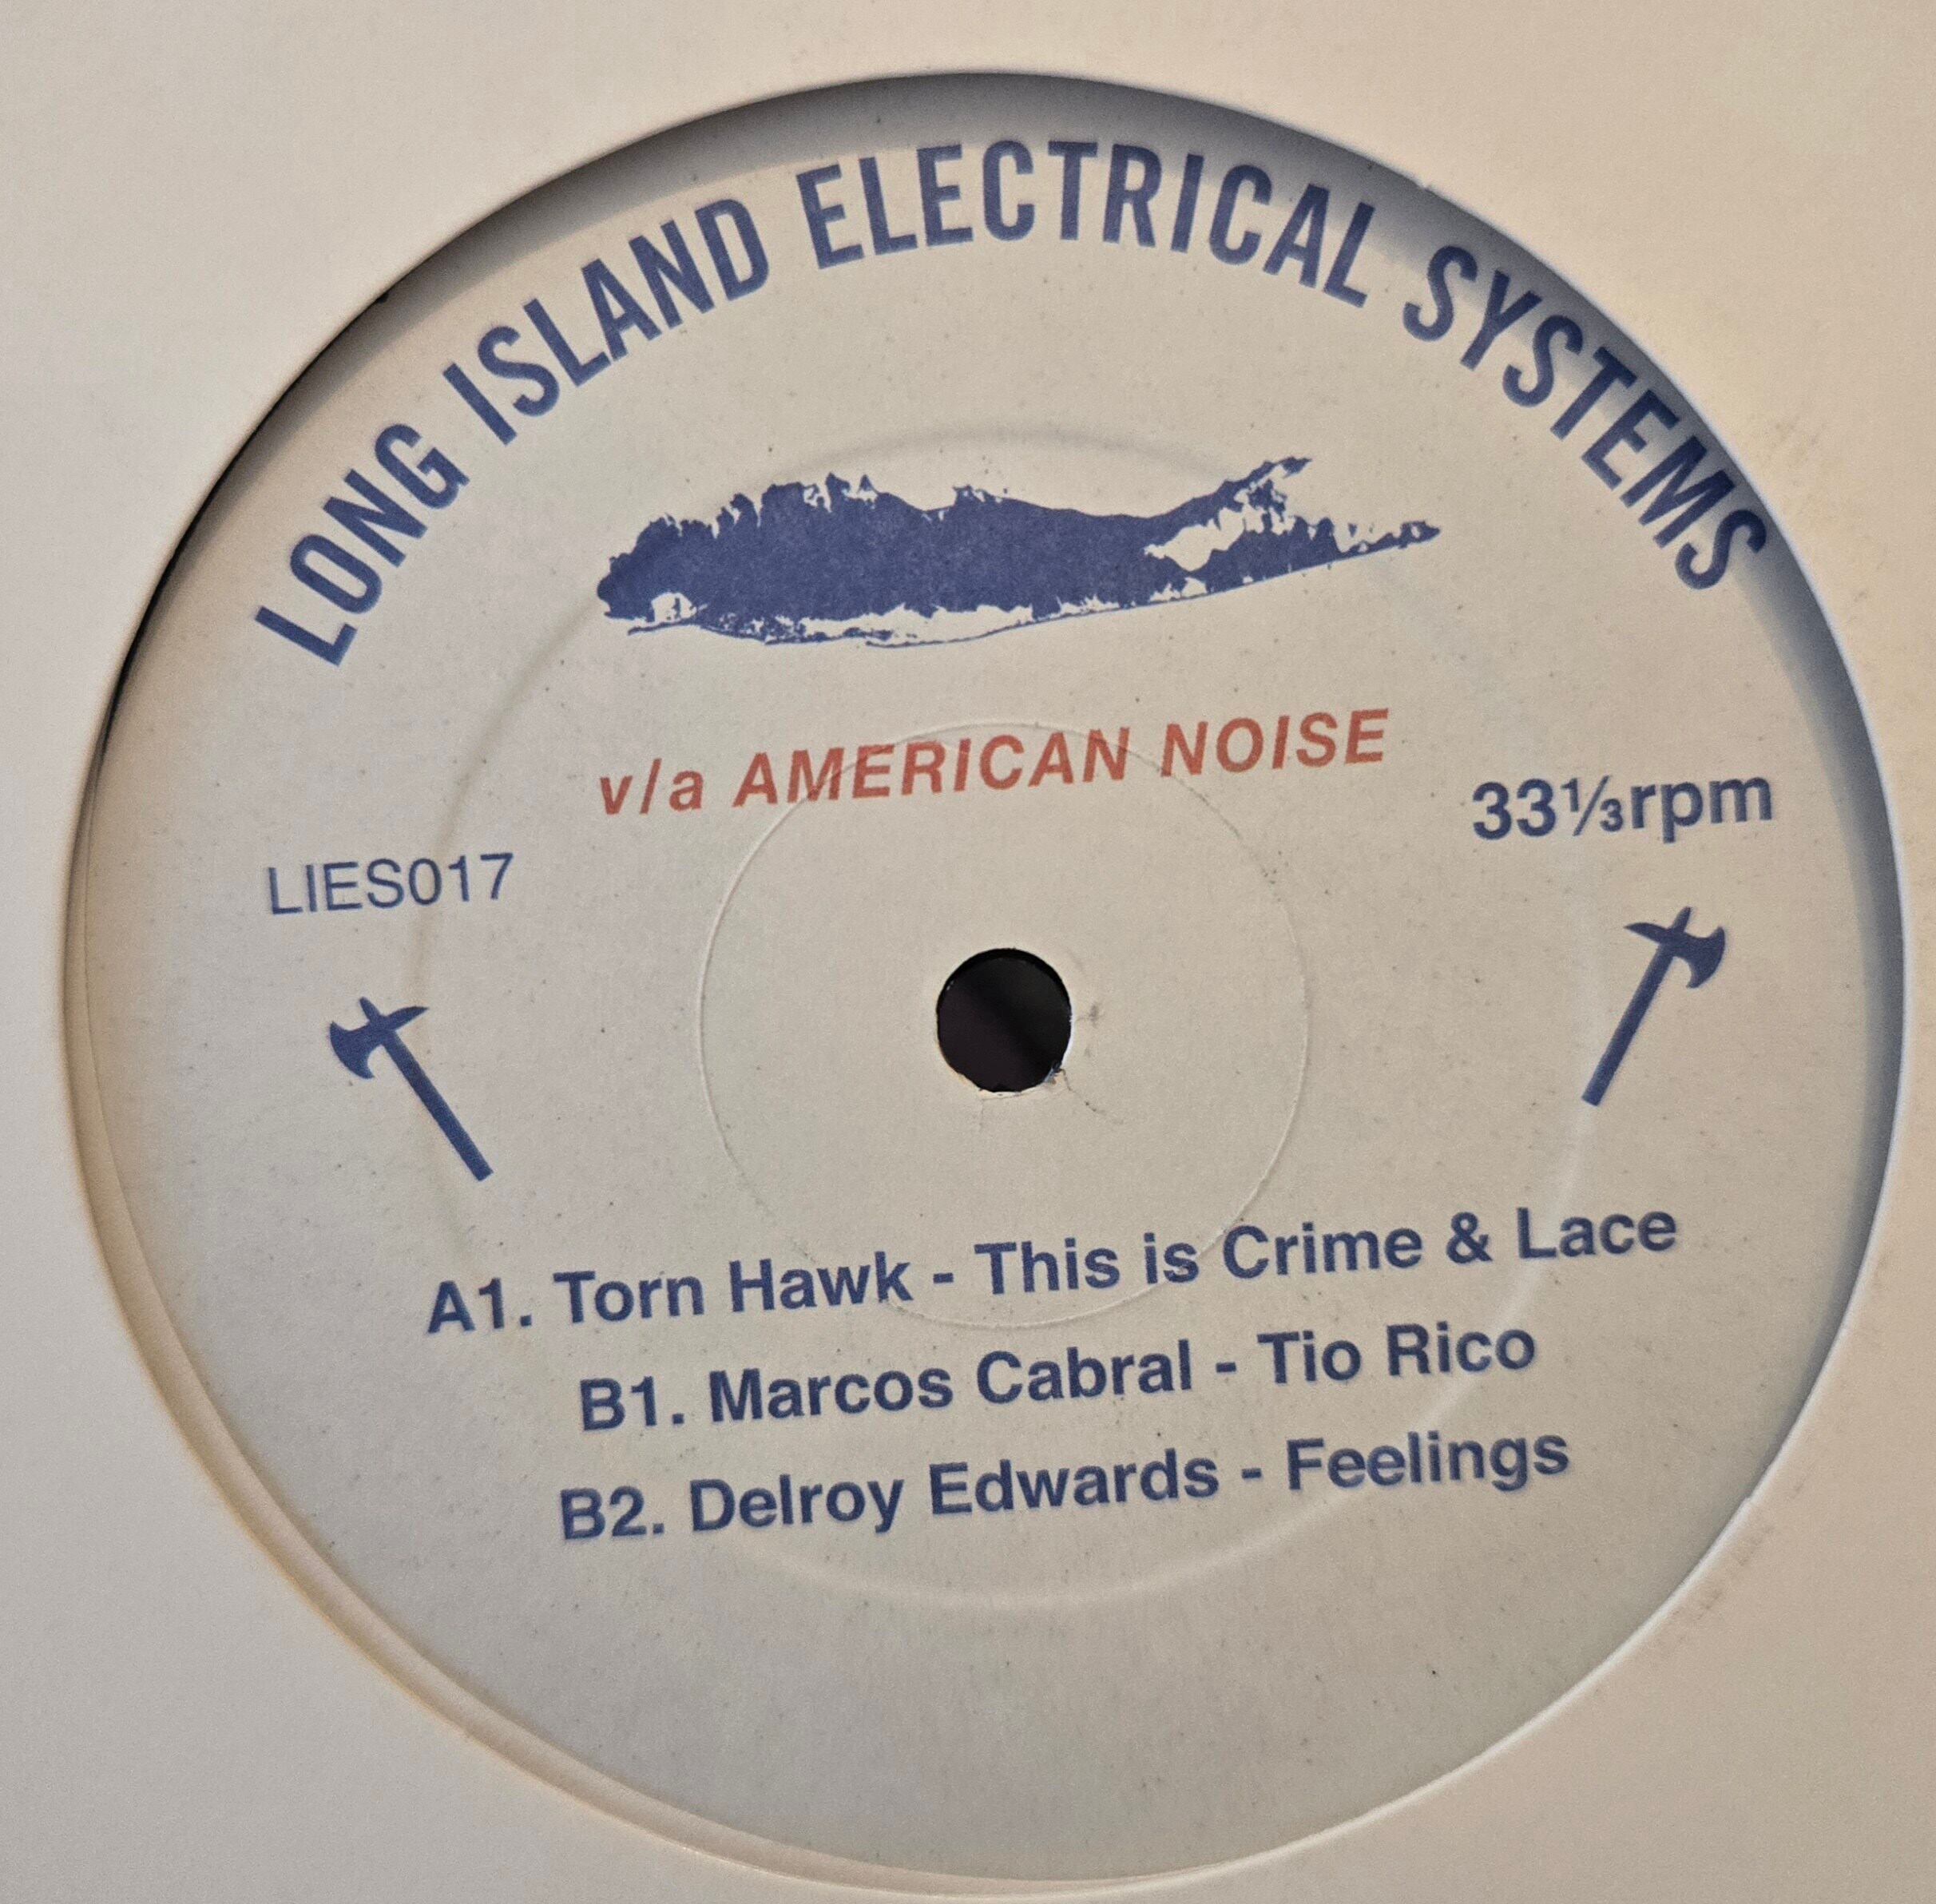 LONG ISLAND ELECTRICAL SYSTEMS
v/a AMERICAN NOISE
33⅓rpm
LIES017
A1. Torn Hawk - This is Crime & Lace
B1. Marcos Cabral - Tio Rico
B2. Delroy Edwards - Feelings